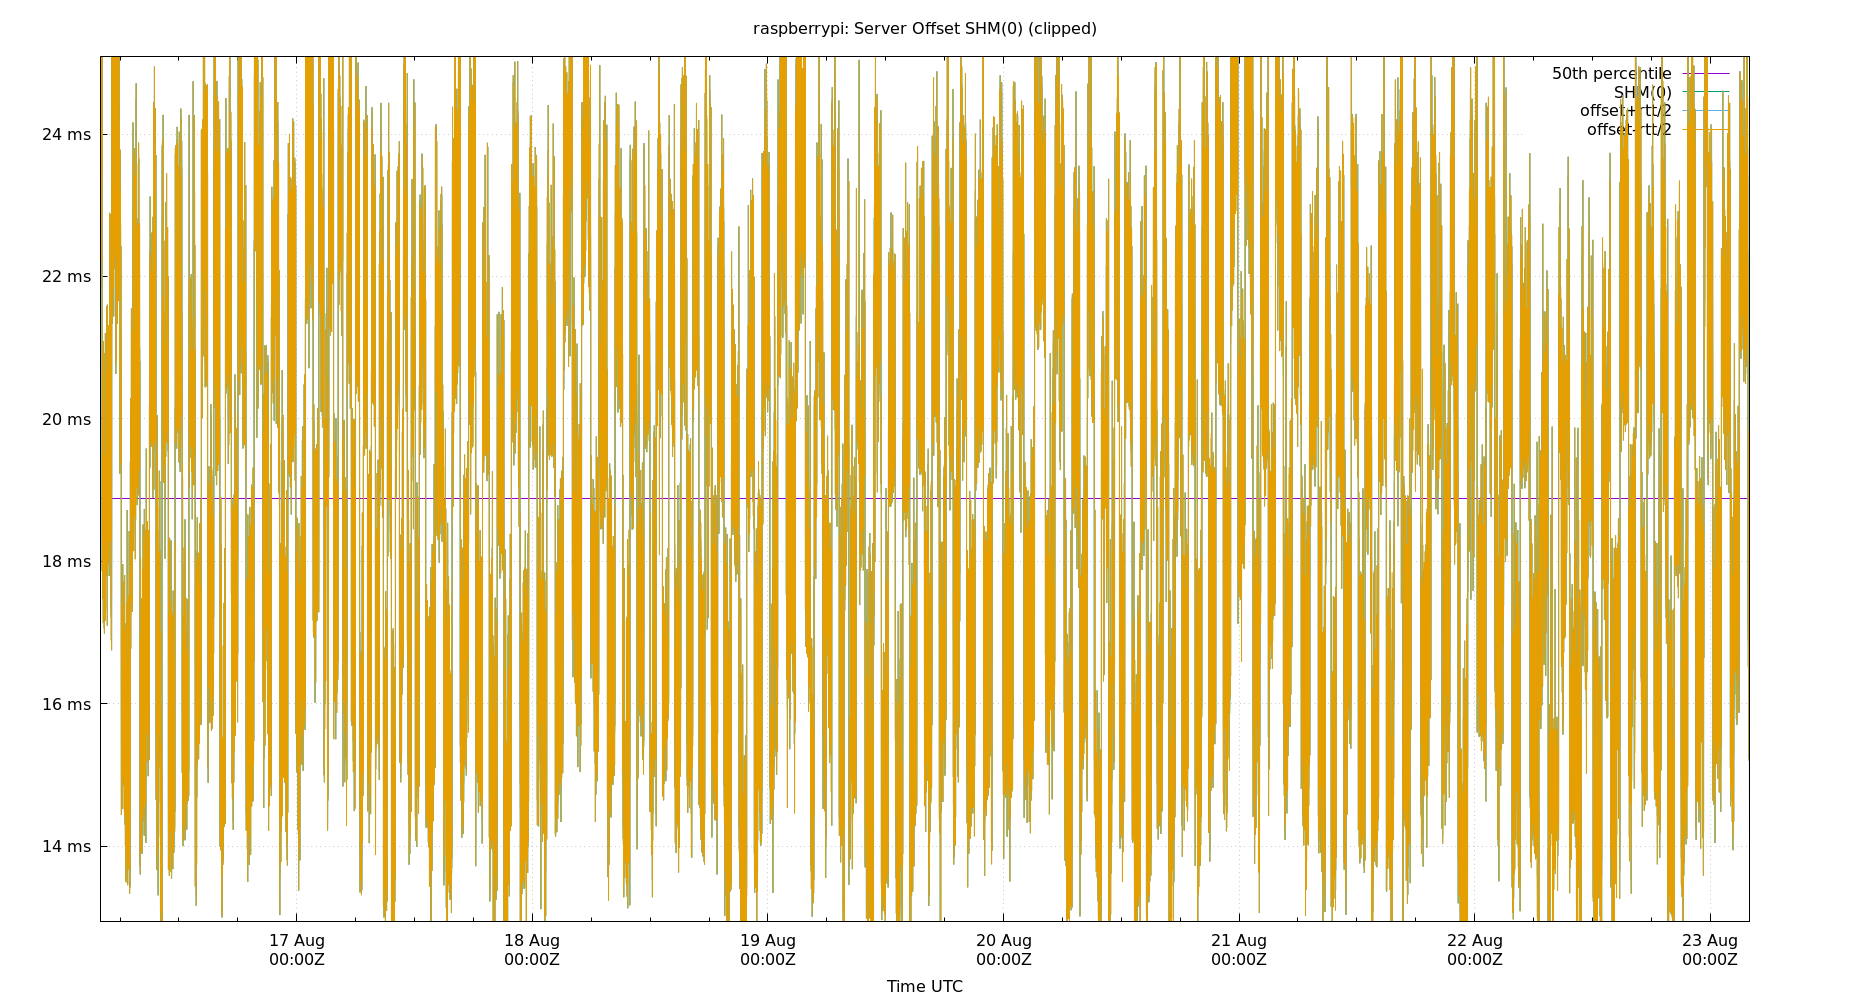 raspberrypi: Server Offset SHM(0) (clipped)
50th percentile
SHM(0)
offset+rtt/2
offset-rtt/2
24 ms
22 ms
20 ms
18 ms
16 ms
14 ms
17 Aug 18 Aug 19 Aug 20 Aug 21 Aug 22 Aug 23 Aug
00:00Z 00:00Z 00:00Z 00:00Z 00:00Z 00:00Z 00:00Z
Time UTC